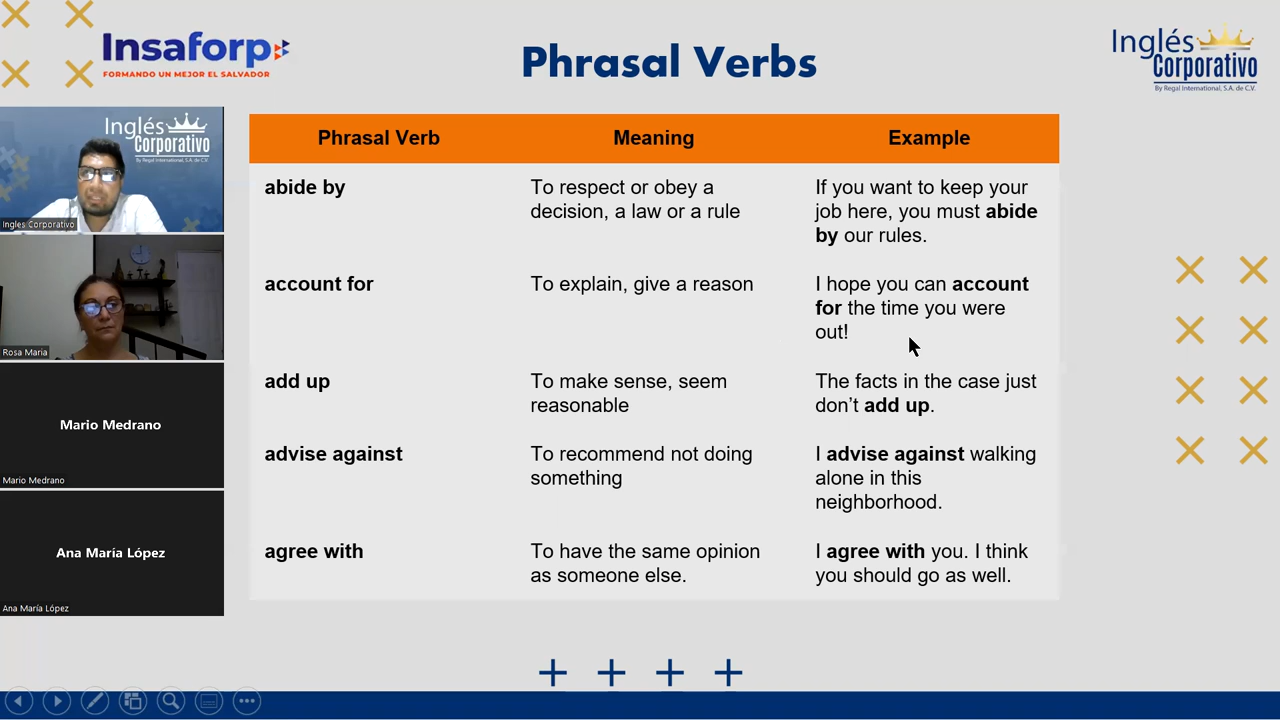 Insaforp
FORMANDO UN MEJOR EL SALVADOR
Phrasal Verbs
Inglés
Corporativo
By Regal International, S.A. de C.V.
Inglés
Corporativo
By Regal International, S.A. de C.V.
Ingles Corporativo
Rosa Maria
Mario Medrano
Mario Medrano
Ana María López
Ana María López
Phrasal Verb Meaning Example
abide by To respect or obey a If you want to keep your
decision, a law or a rule job here, you must abide
by our rules.
account for To explain, give a reason I hope you can account
for the time you were
out!
add up To make sense, seem The facts in the case just
reasonable don’t add up.
advise against To recommend not doing I advise against walking
something alone in this
neighborhood.
agree with To have the same opinion I agree with you. I think
as someone else. you should go as well.